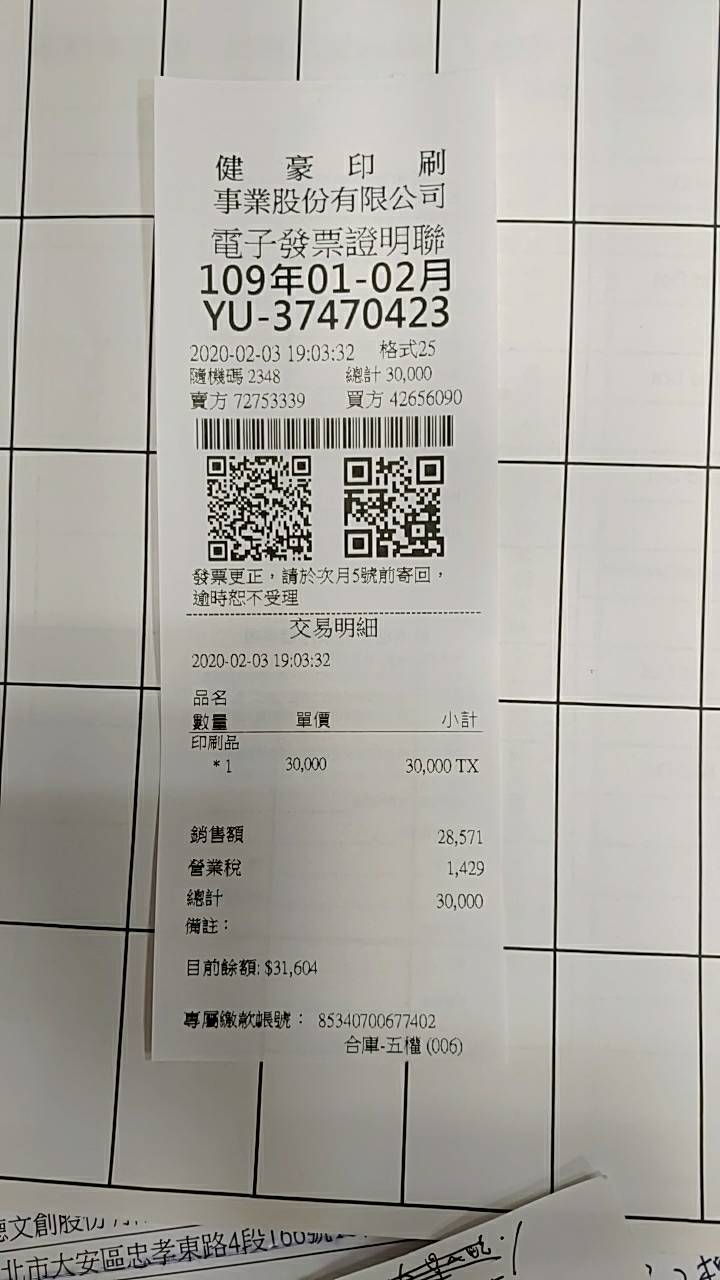 健豪印刷
事業股份有限公司
電子發票證明聯
109年01-02月
YU-37470423
2020-02-03 19:03:32 格式25
隨機碼 2348 總計 30,000
賣方 72753339 買方 42656090
發票更正，請於次月5號前寄回，
逾時恕不受理
交易明細
2020-02-03 19:03:32
品名
數量 單價 小計
印刷品
*1 30,000 30,000 TX
銷售額 28,571
營業稅 1,429
總計 30,000
備註：
目前餘額: $31,604
專屬繳款帳號： 85340700677402
合庫-五權 (006)
文創股份
北市大安區忠孝東路4段